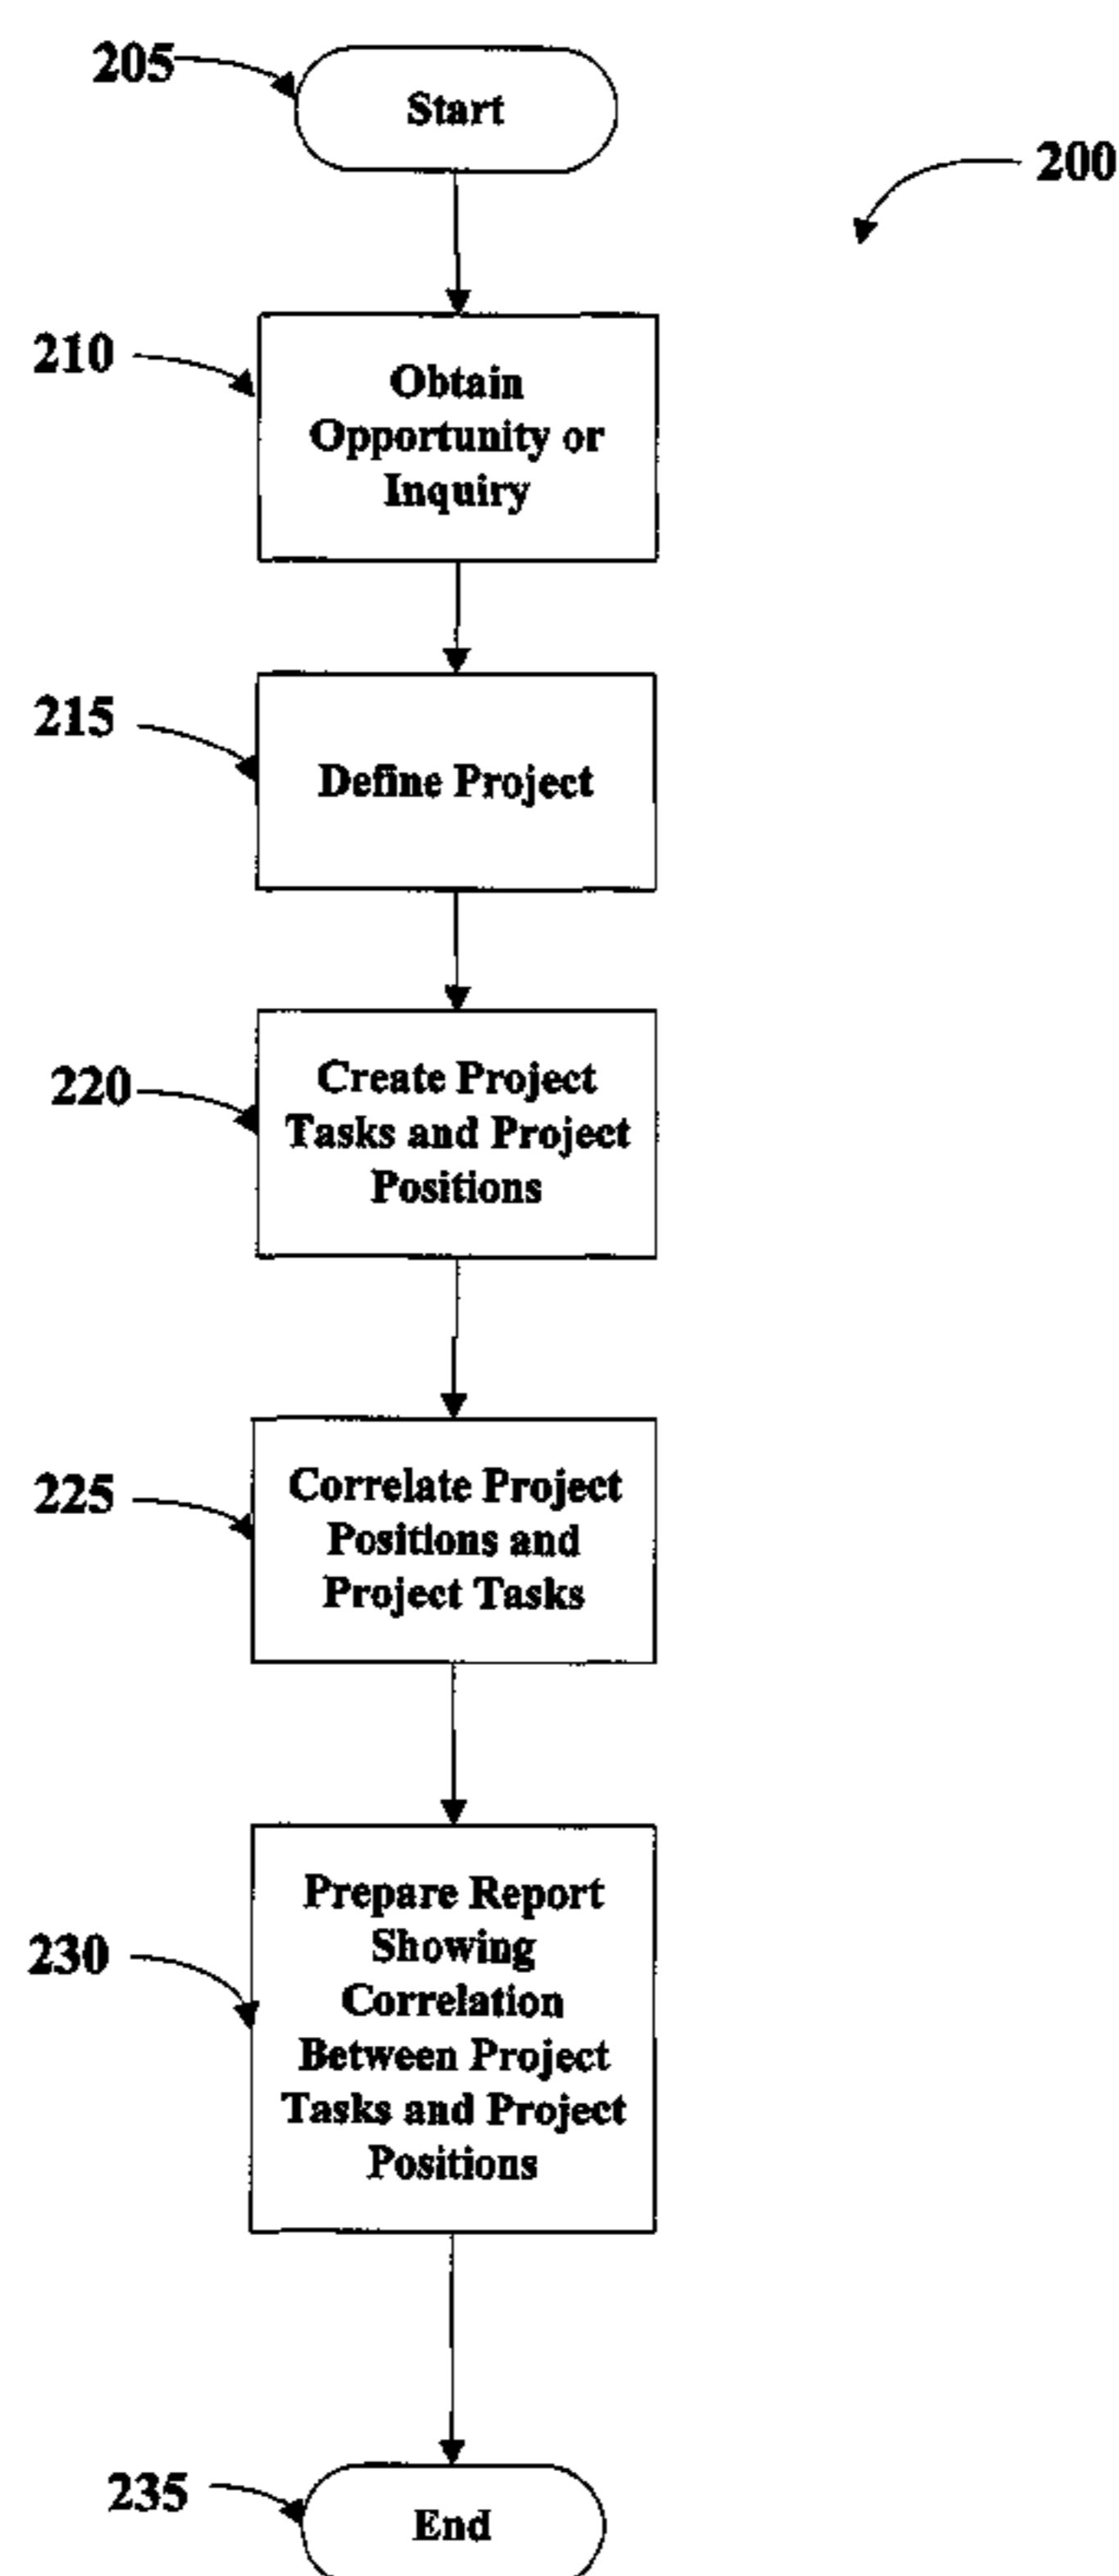 205
Start
200
210
Obtain
Opportunity or
Inquiry
215
Define Project
220
Create Project
Tasks and Project
Positions
225
Correlate Project
Positions and
Project Tasks
230
Prepare Report
Showing
Correlation
Between Project
Tasks and Project
Positions
235
End